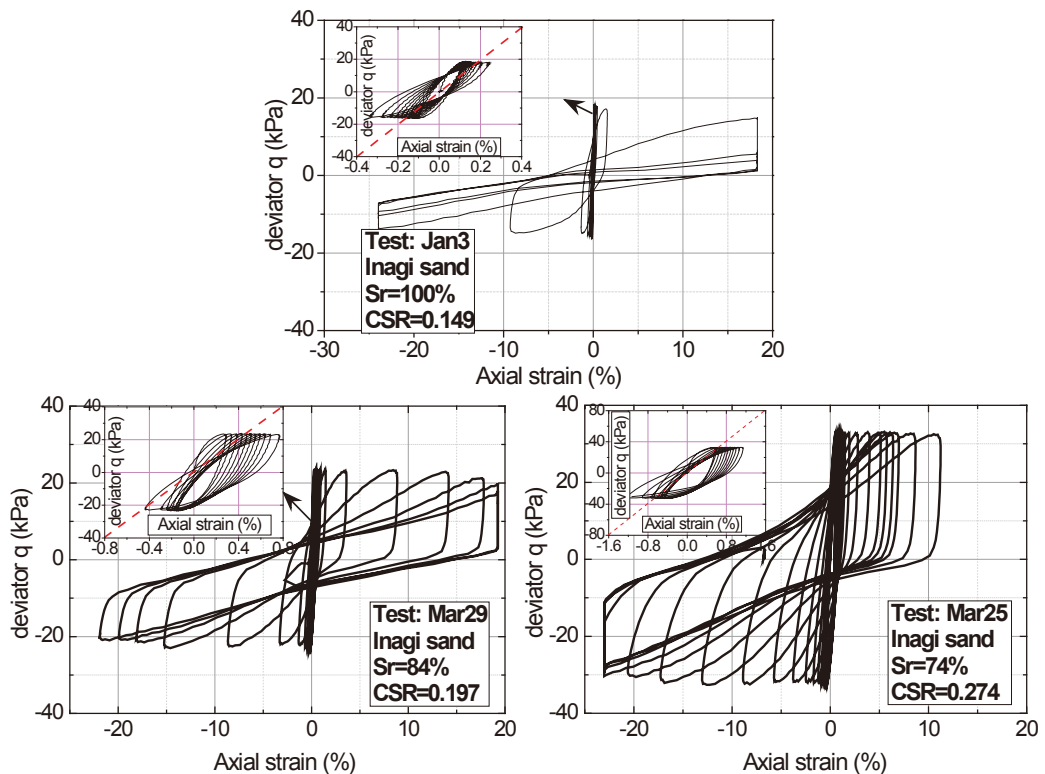 40
20
0
-20
-40
deviator q (kPa)
-30
-20
-10
0
10
20
Axial strain (%)
40
20
0
-20
-40
deviator q (kPa)
-0.4
-0.2
0.0
0.2
0.4
Axial strain (%)
Test: Jan3
Inagi sand
Sr=100%
CSR=0.149
40
20
0
-20
-40
deviator q (kPa)
-20
-10
0
10
20
Axial strain (%)
40
20
0
-20
-40
deviator q (kPa)
-0.8
-0.4
0.0
0.4
0.8
Axial strain (%)
Test: Mar29
Inagi sand
Sr=84%
CSR=0.197
40
20
0
-20
-40
deviator q (kPa)
-20
-10
0
10
20
Axial strain (%)
80
40
0
-40
-80
deviator q (kPa)
-1.6
-0.8
0.0
0.8
Axial strain (%)
Test: Mar25
Inagi sand
Sr=74%
CSR=0.274